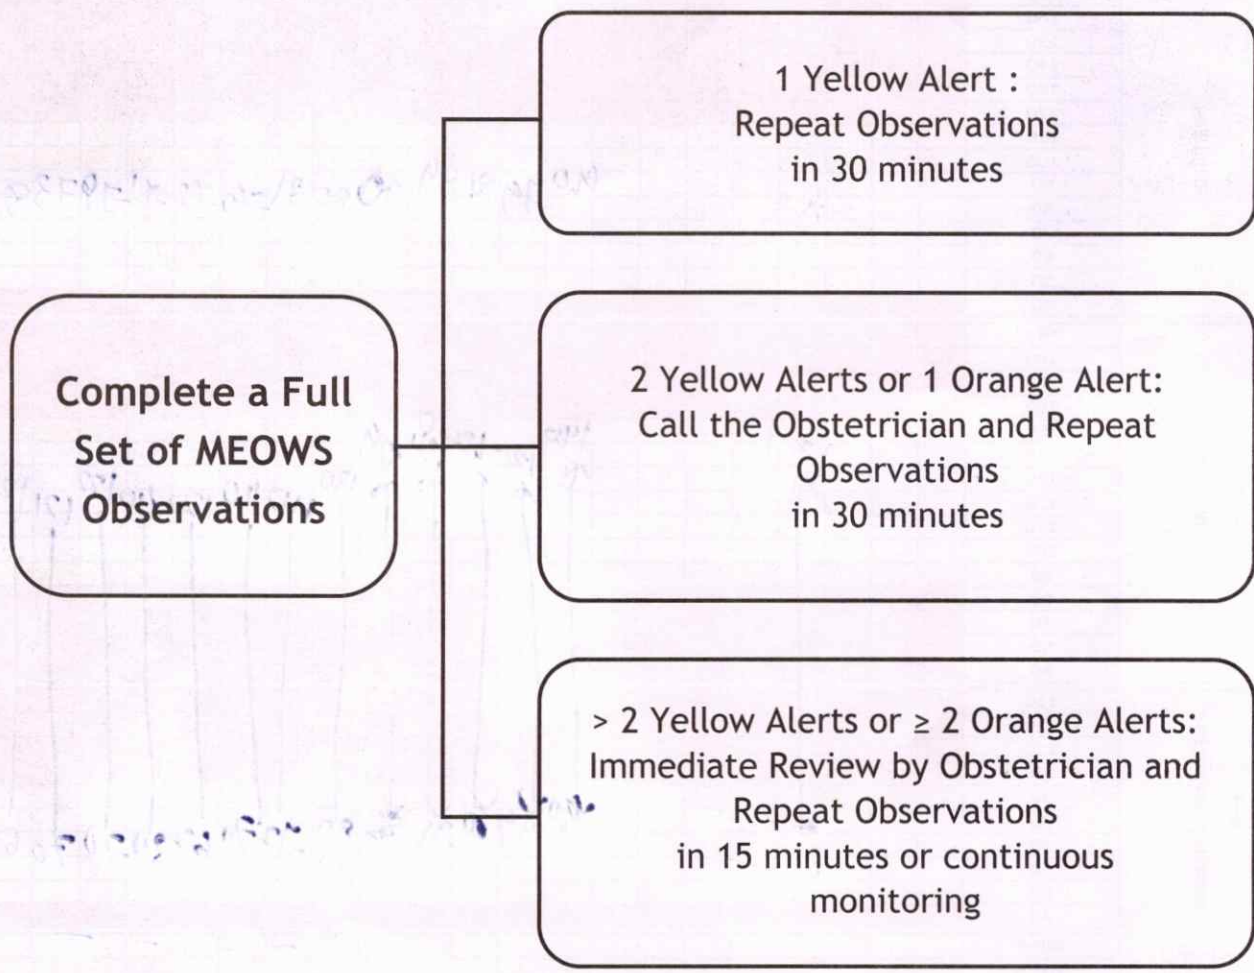 1 Yellow Alert :
Repeat Observations
in 30 minutes
Complete a Full
Set of MEOWS
Observations
2 Yellow Alerts or 1 Orange Alert:
Call the Obstetrician and Repeat
Observations
in 30 minutes
> 2 Yellow Alerts or ≥ 2 Orange Alerts:
Immediate Review by Obstetrician and
Repeat Observations
in 15 minutes or continuous
monitoring